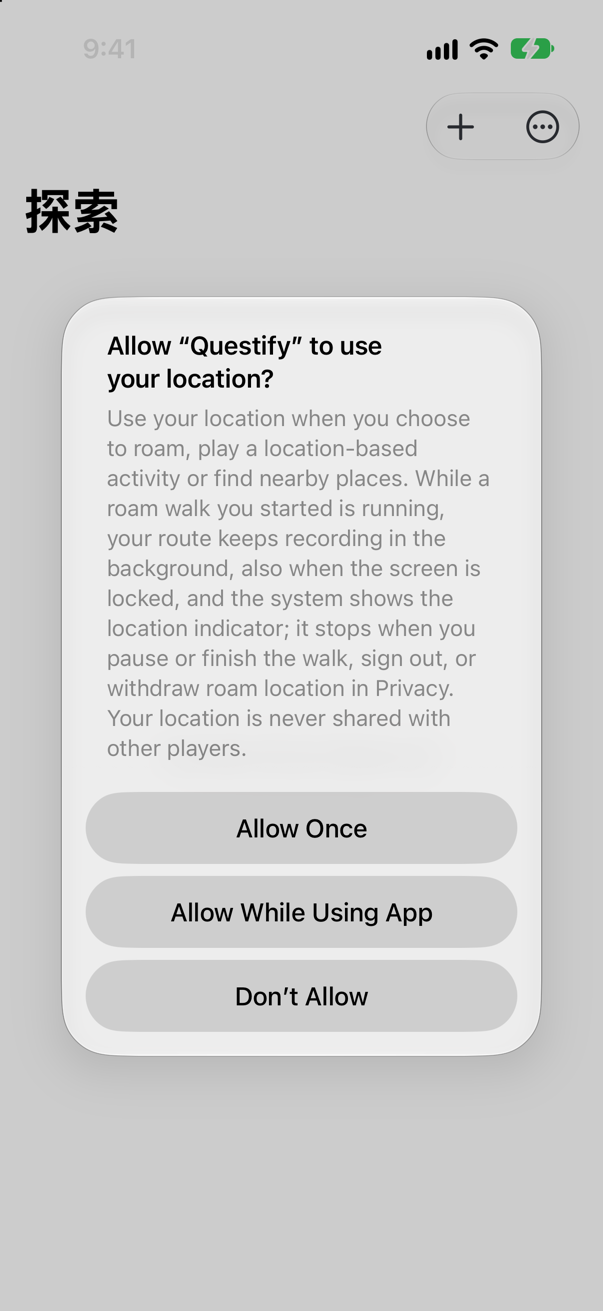 9:41
探索
Allow “Questify” to use
your location?
Use your location when you choose
to roam, play a location-based
activity or find nearby places. While a
roam walk you started is running,
your route keeps recording in the
background, also when the screen is
locked, and the system shows the
location indicator; it stops when you
pause or finish the walk, sign out, or
withdraw roam location in Privacy.
Your location is never shared with
other players.
Allow Once
Allow While Using App
Don’t Allow